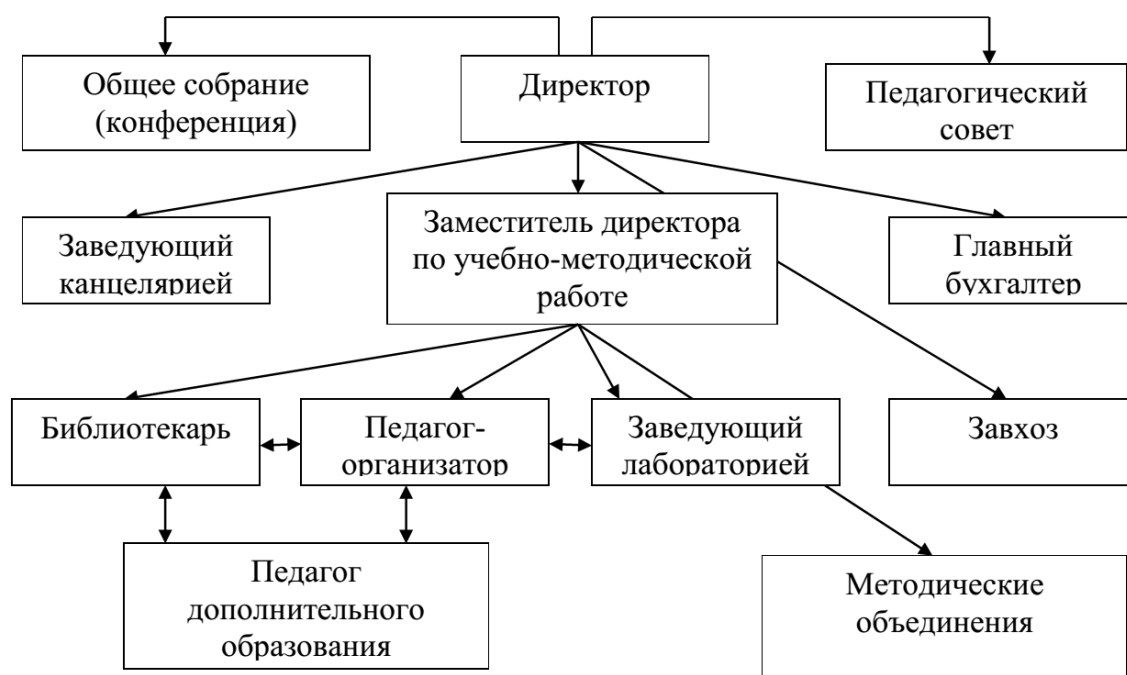 Общее собрание
(конференция)
Директор
Педагогический
совет
Заведующий
канцелярией
Заместитель директора
по учебно-методической
работе
Главный
бухгалтер
Библиотекарь
Педагог-
организатор
Заведующий
лабораторией
Завхоз
Педагог
дополнительного
образования
Методические
объединения